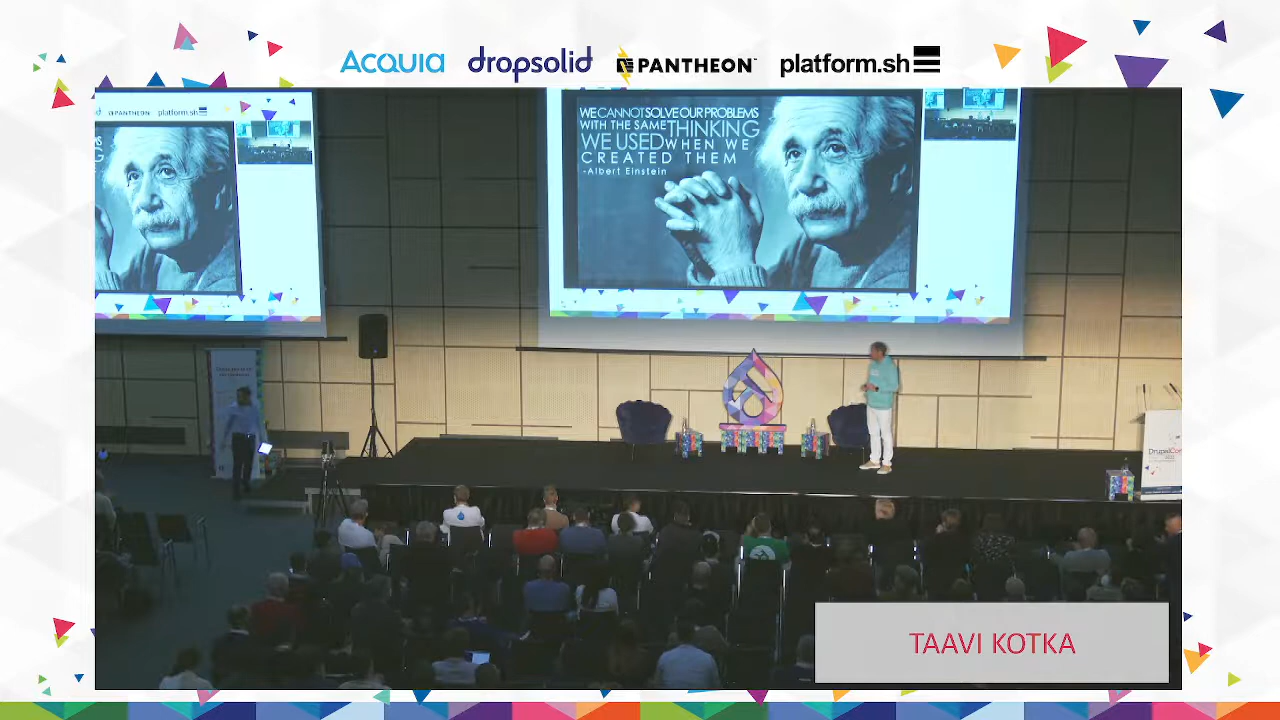 ACQUIA dropsolid PANTHEON platform.sh
PANTHEON platform.sh
WE CANNOT SOLVE OUR PROBLEMS
WITH THE SAME THINKING
WE USED WHEN WE
CREATED THEM
-Albert Einstein
DrupalCon
TAAVI KOTKA